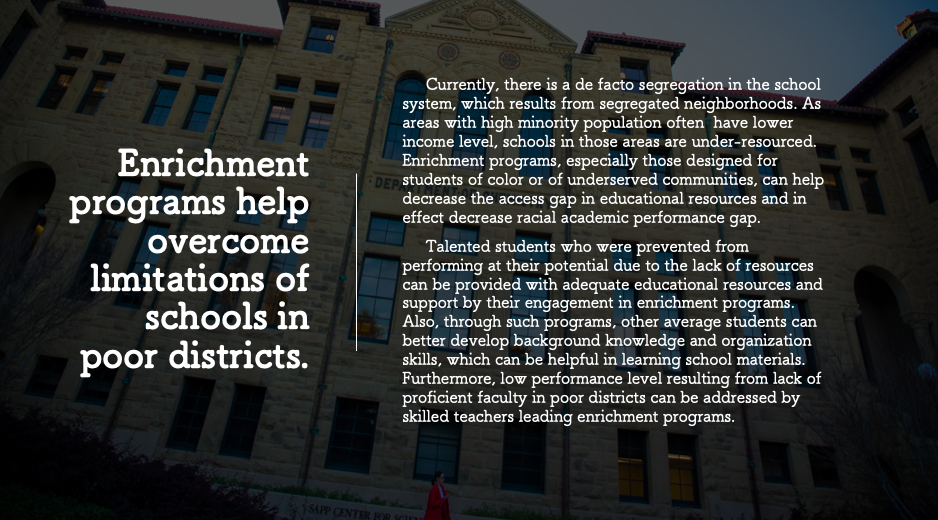 Enrichment
programs help
overcome
limitations of
schools in
poor districts.
Currently, there is a de facto segregation in the school
system, which results from segregated neighborhoods. As
areas with high minority population often have lower
income level, schools in those areas are under-resourced.
Enrichment programs, especially those designed for
students of color or of underserved communities, can help
decrease the access gap in educational resources and in
effect decrease racial academic performance gap.
Talented students who were prevented from
performing at their potential due to the lack of resources
can be provided with adequate educational resources and
support by their engagement in enrichment programs.
Also, through such programs, other average students can
better develop background knowledge and organization
skills, which can be helpful in learning school materials.
Furthermore, low performance level resulting from lack of
proficient faculty in poor districts can be addressed by
skilled teachers leading enrichment programs.
SAPP CENTER FOR